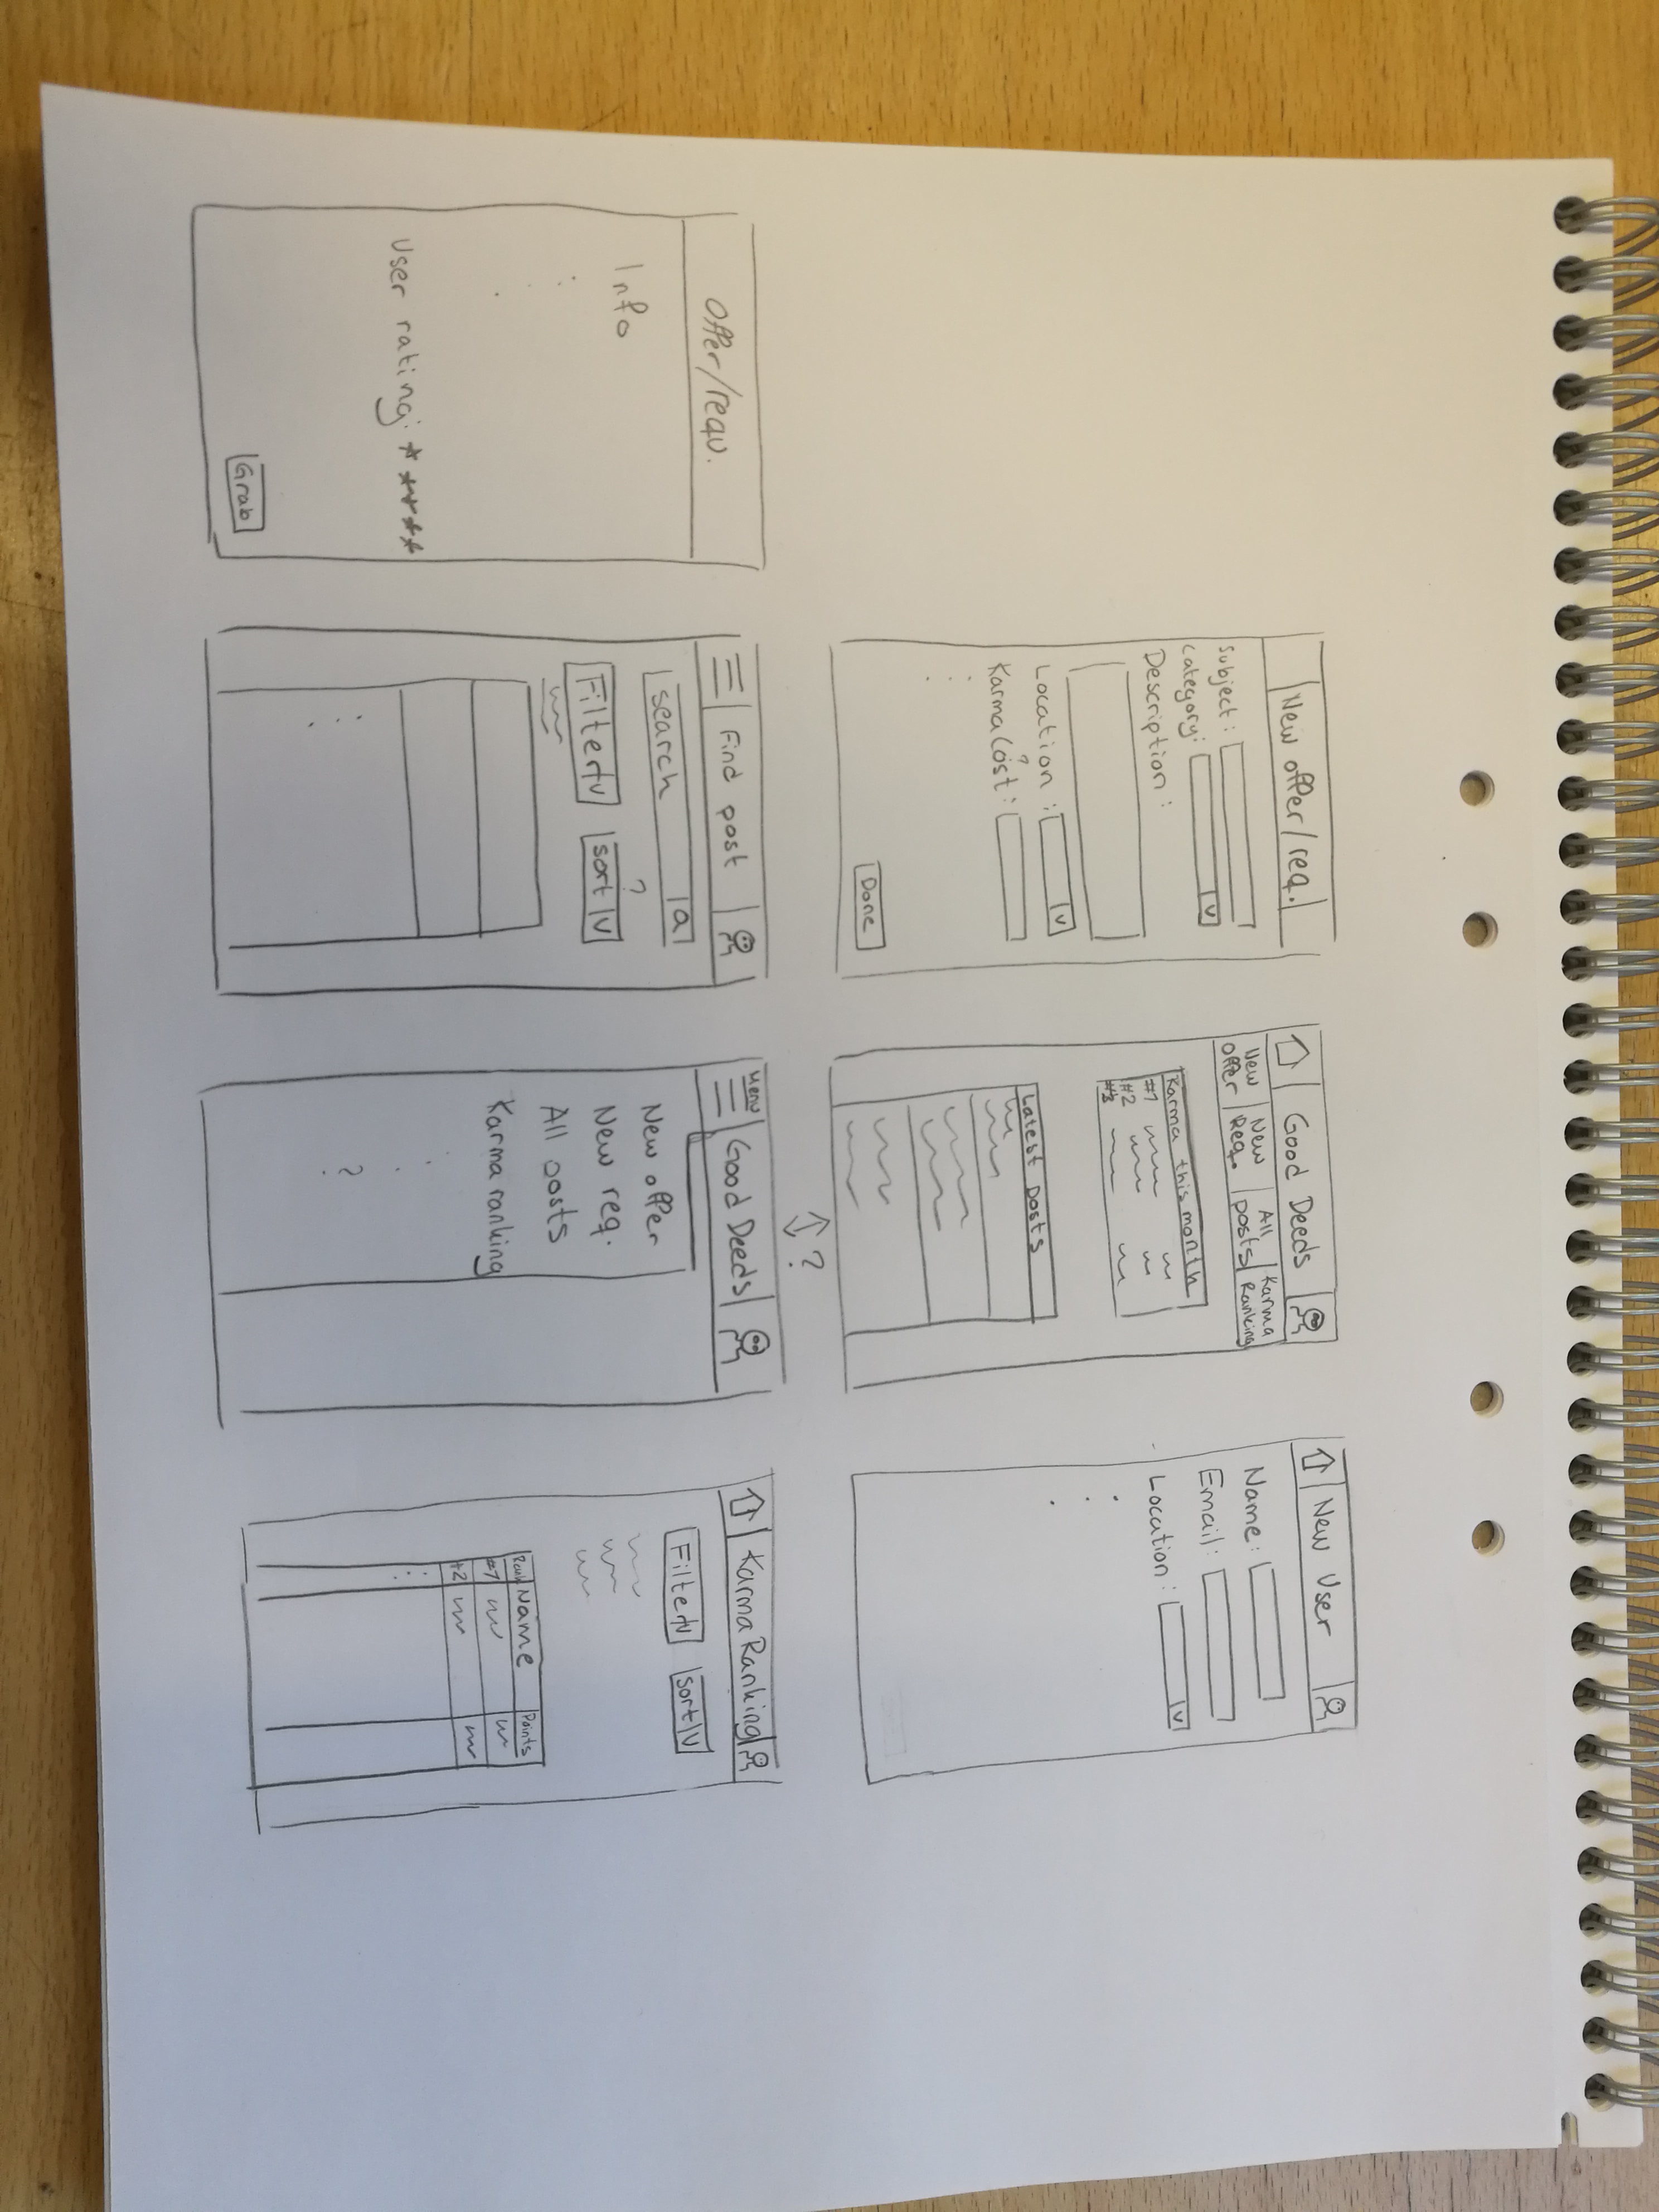 New offer/req.
Subject:
Category: v
Description:
Location: v
?
Karma Cost:
Done
Good Deeds
New offer
New Req.
All posts
Karma Ranking
Karma this month
#1
#2
#3
Latest posts
New User
Name:
Email:
Location: v
?
Offer/requ.
Info
User rating: * * * * *
Grab
Find post
search
?
Filter v sort v
Menu
Good Deeds
New offer
New req.
All posts
Karma ranking
?
Karma Ranking
Filter v sort v
Rank Name Points
#1
#2